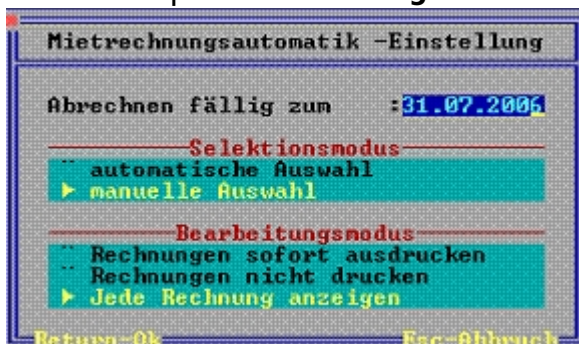 Mietrechnungsautomatik -Einstellung
Abrechnen fällig zum :31.07.2006
Selektionsmodus
¨ automatische Auswahl
► manuelle Auswahl
Bearbeitungsmodus
¨ Rechnungen sofort ausdrucken
¨ Rechnungen nicht drucken
► Jede Rechnung anzeigen
Return-Ok Esc-Abbruch